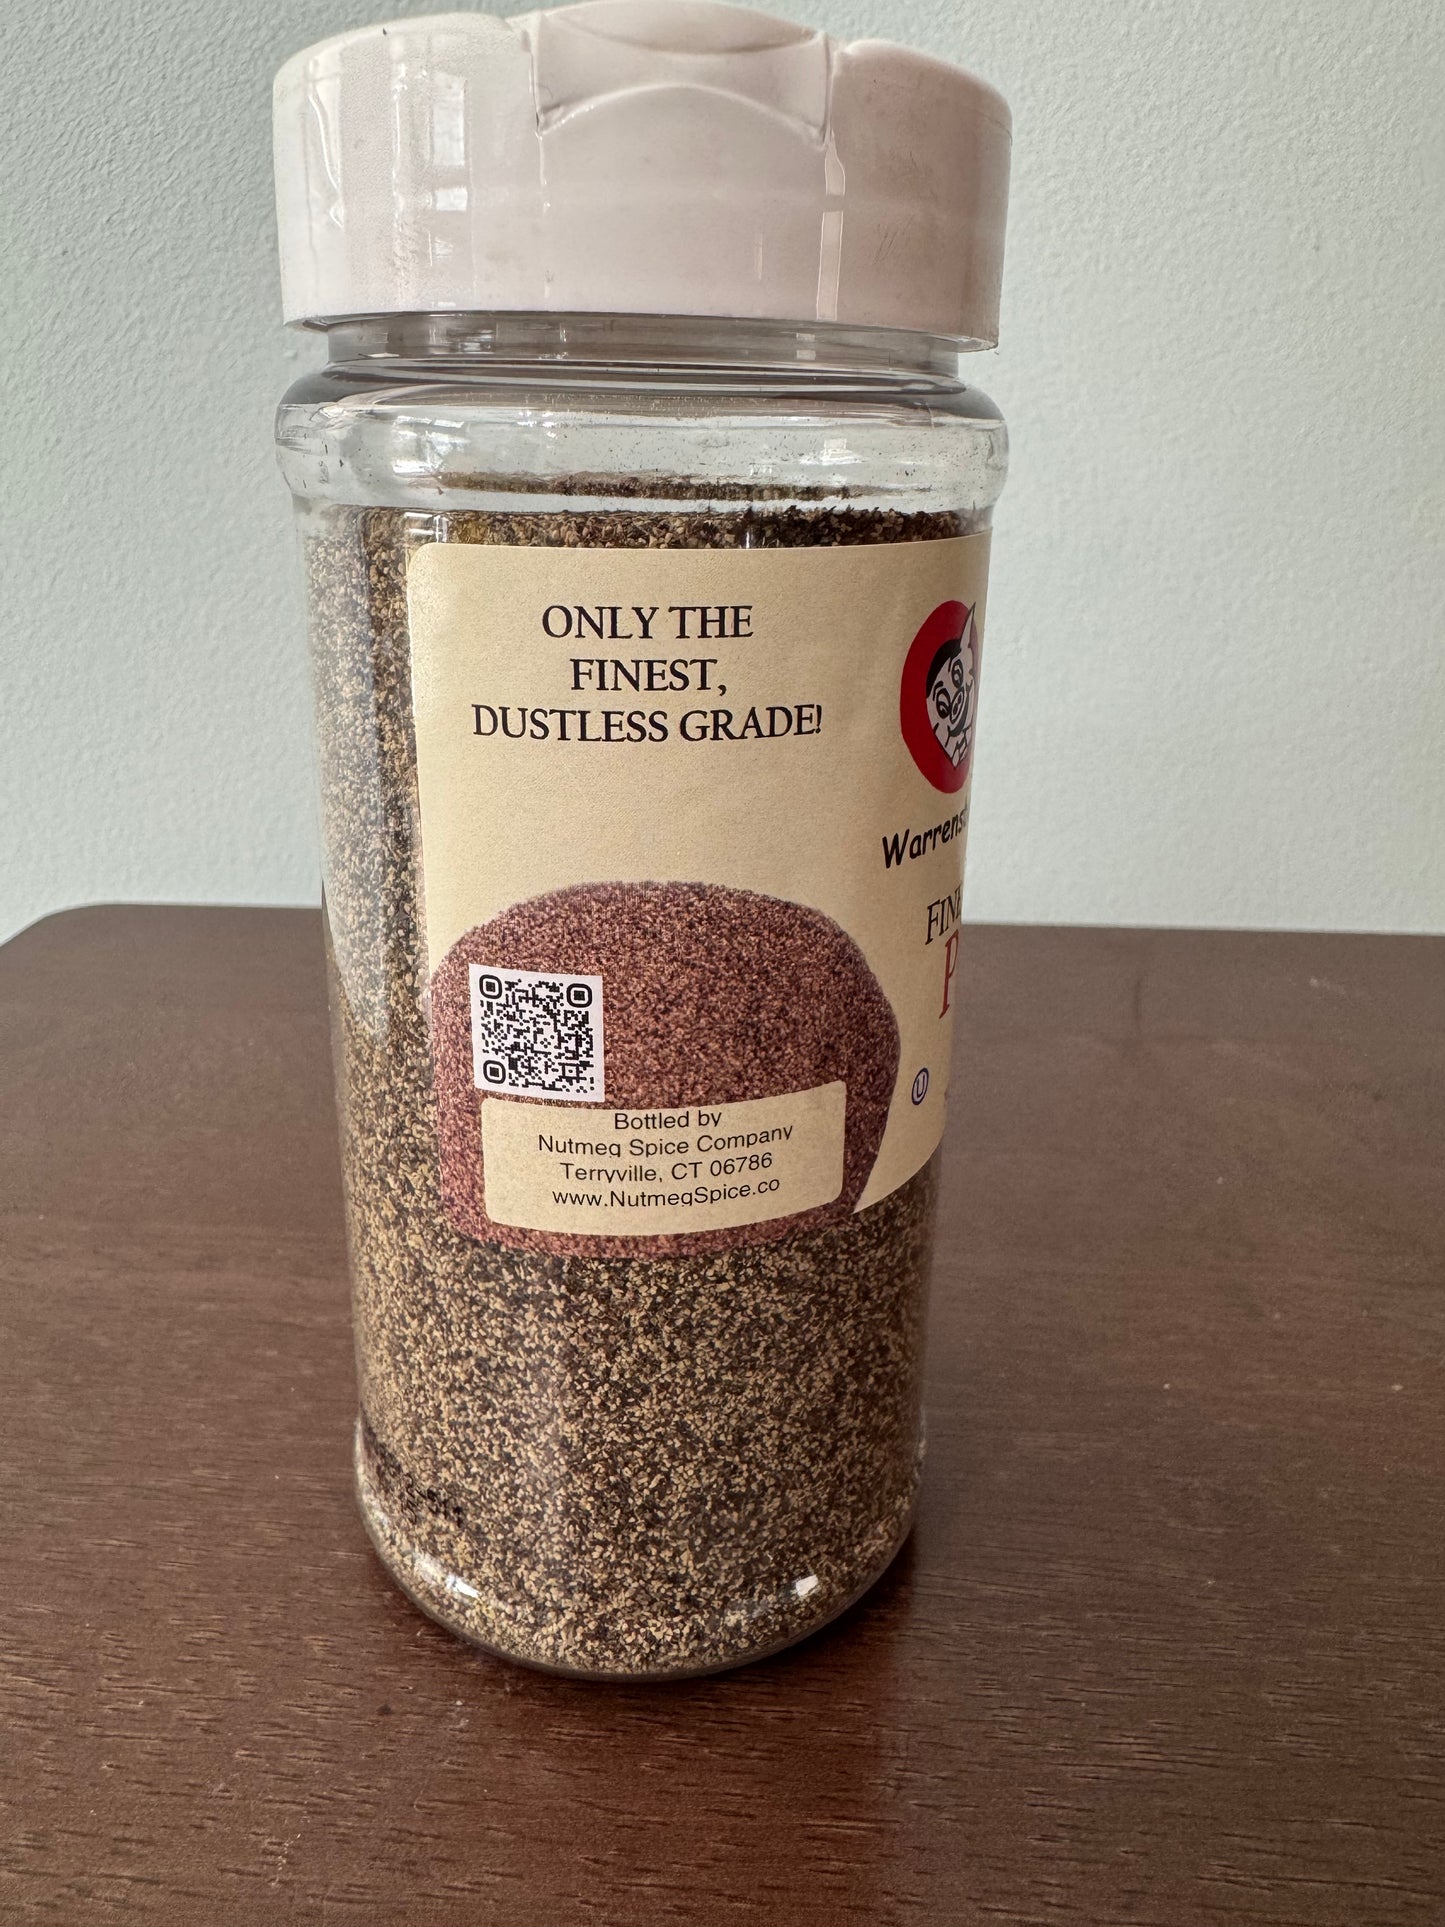 ONLY THE
FINEST,
DUSTLESS GRADE!
Bottled by
Nutmeg Spice Company
Terryville, CT 06786
www.NutmegSpice.co
U